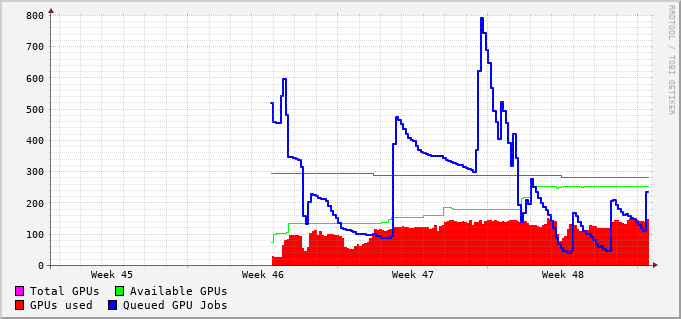 800
700
600
500
400
300
200
100
0
Week 45 Week 46 Week 47 Week 48
Total GPUs Available GPUs
GPUs used Queued GPU Jobs
RRDTOOL / TOBI OETIKER